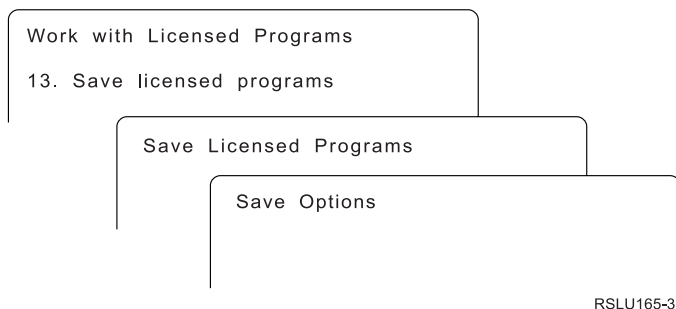 Work with Licensed Programs
13. Save licensed programs
Save Licensed Programs
Save Options
RSLU165-3